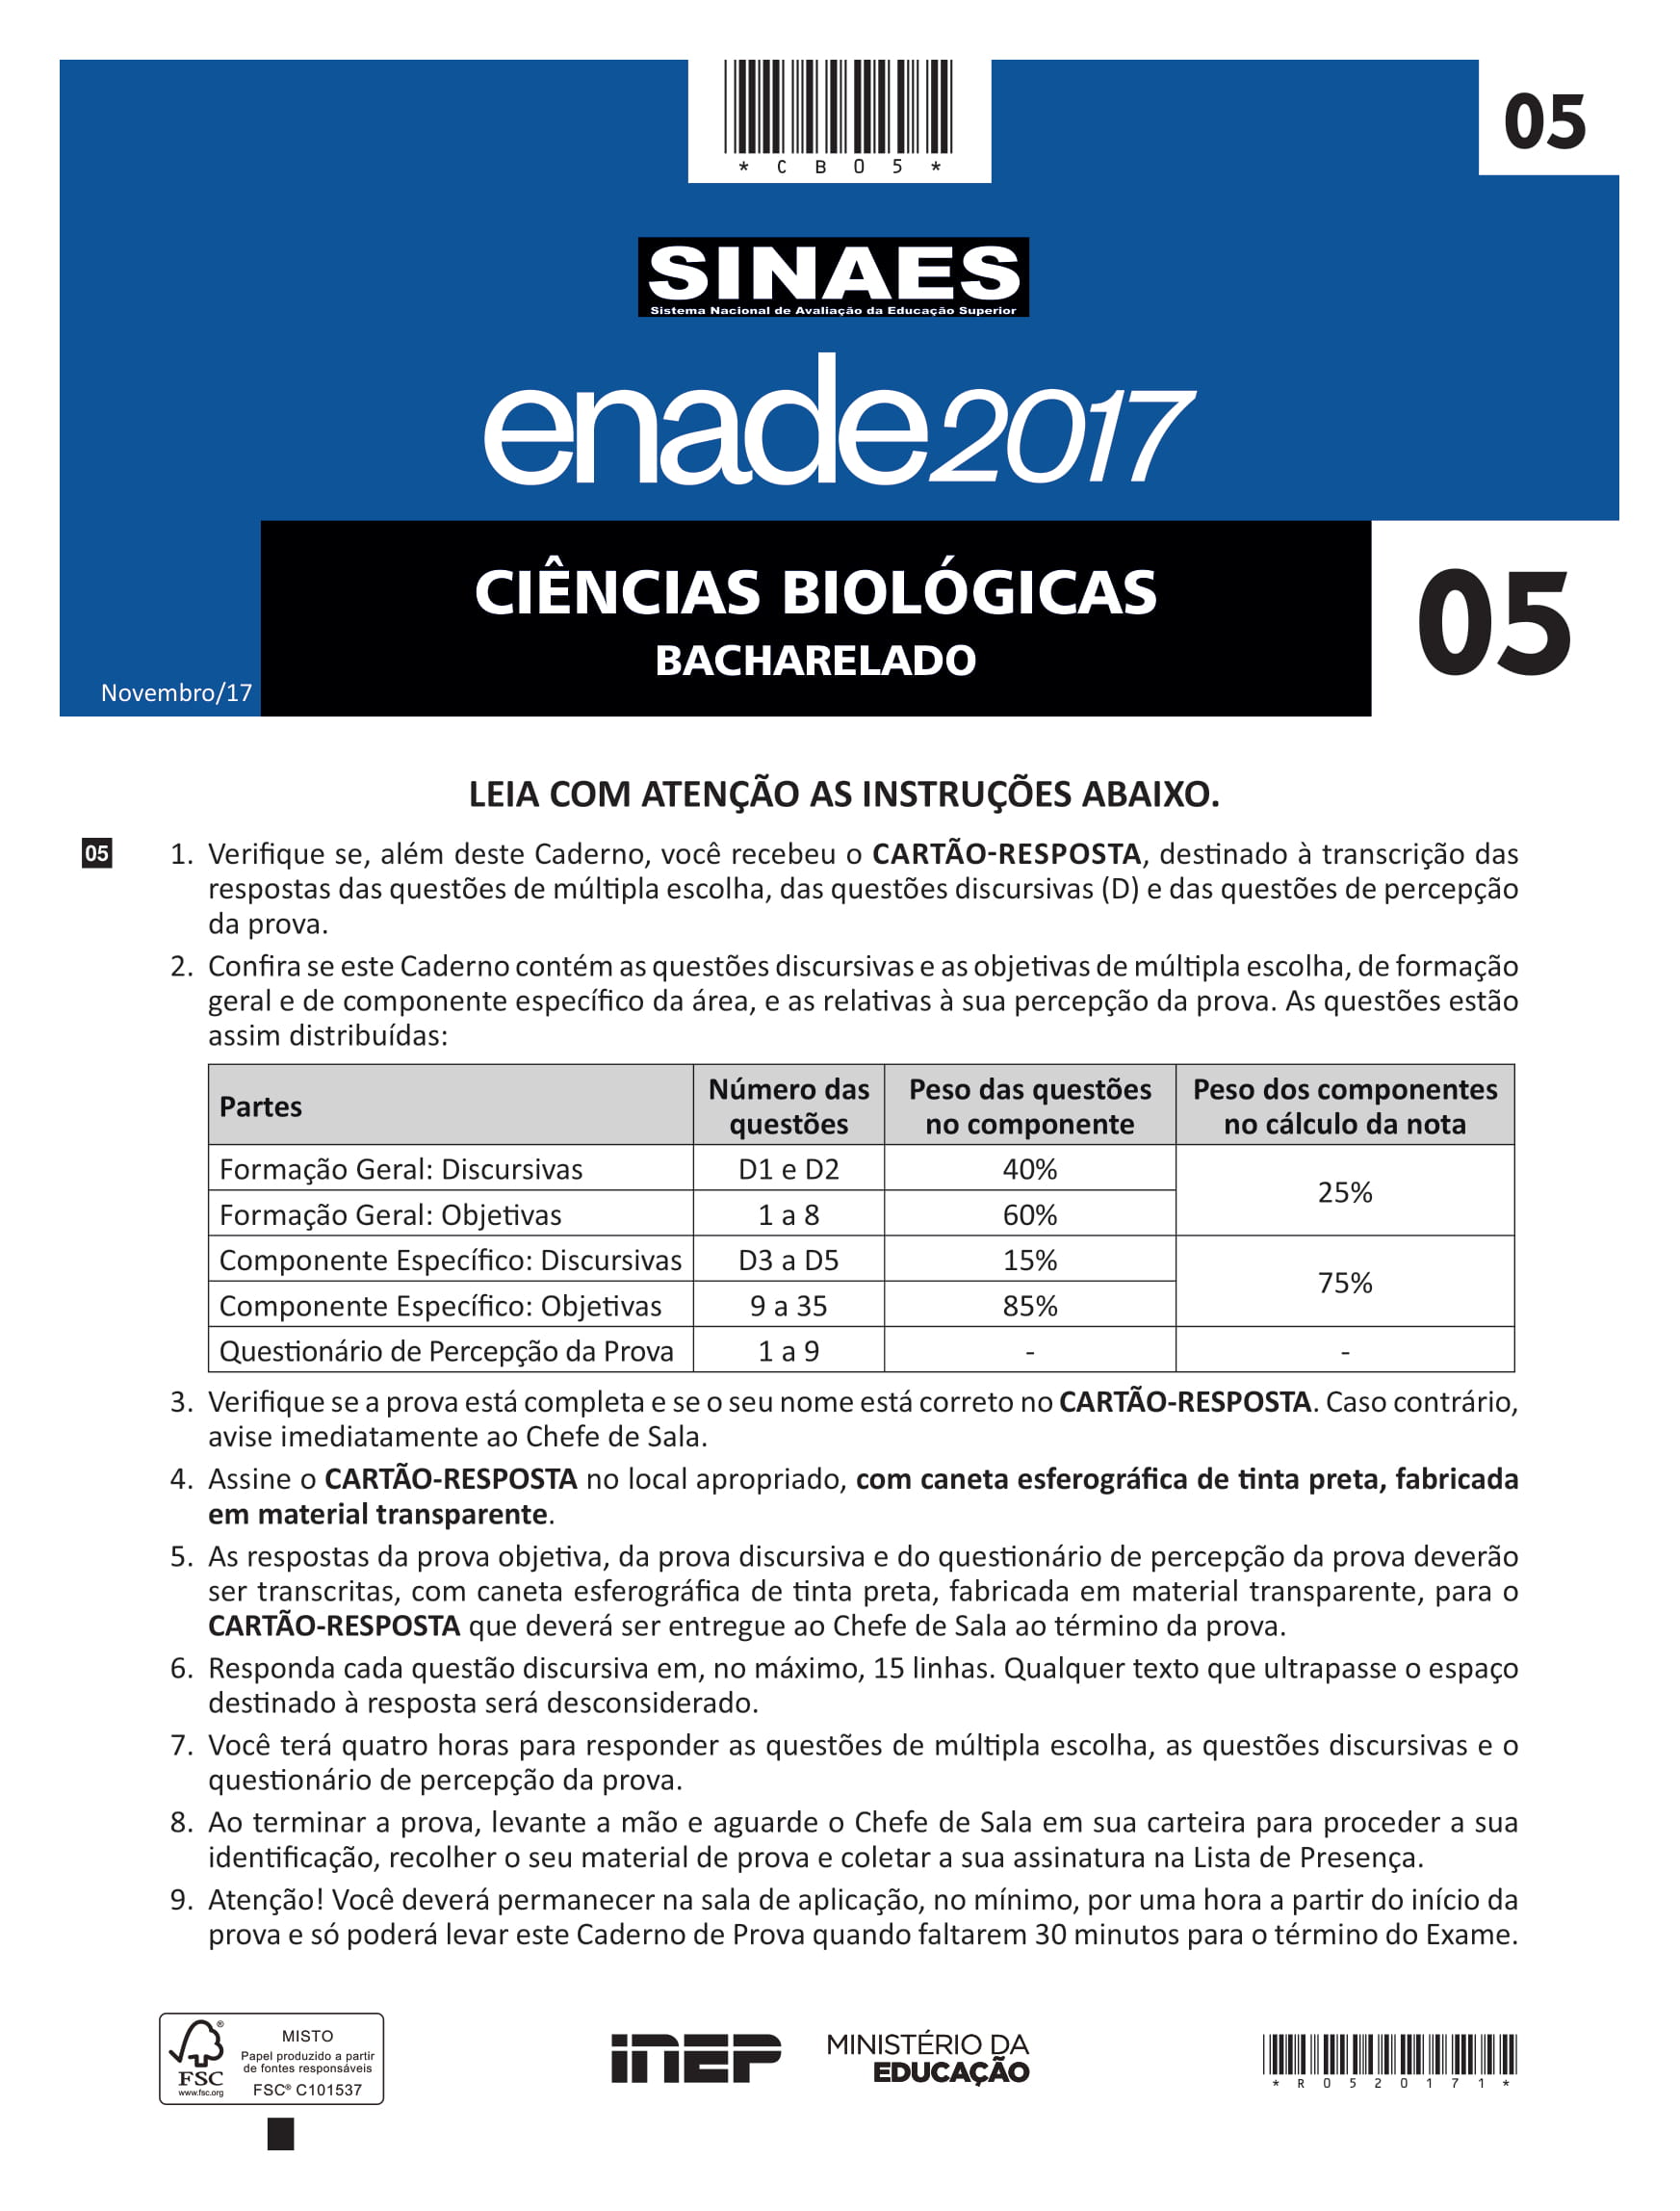 * C B 0 5 *
05
SINAES
Sistema Nacional de Avaliação da Educação Superior
enade2017
CIÊNCIAS BIOLÓGICAS
BACHARELADO
05
Novembro/17
LEIA COM ATENÇÃO AS INSTRUÇÕES ABAIXO.
05
1. Verifique se, além deste Caderno, você recebeu o CARTÃO-RESPOSTA, destinado à transcrição das
respostas das questões de múltipla escolha, das questões discursivas (D) e das questões de percepção
da prova.
2. Confira se este Caderno contém as questões discursivas e as objetivas de múltipla escolha, de formação
geral e de componente específico da área, e as relativas à sua percepção da prova. As questões estão
assim distribuídas:
Partes Número das questões Peso das questões no componente Peso dos componentes no cálculo da nota
Formação Geral: Discursivas D1 e D2 40% 25%
Formação Geral: Objetivas 1 a 8 60%
Componente Específico: Discursivas D3 a D5 15% 75%
Componente Específico: Objetivas 9 a 35 85%
Questionário de Percepção da Prova 1 a 9 - -
3. Verifique se a prova está completa e se o seu nome está correto no CARTÃO-RESPOSTA. Caso contrário,
avise imediatamente ao Chefe de Sala.
4. Assine o CARTÃO-RESPOSTA no local apropriado, com caneta esferográfica de tinta preta, fabricada
em material transparente.
5. As respostas da prova objetiva, da prova discursiva e do questionário de percepção da prova deverão
ser transcritas, com caneta esferográfica de tinta preta, fabricada em material transparente, para o
CARTÃO-RESPOSTA que deverá ser entregue ao Chefe de Sala ao término da prova.
6. Responda cada questão discursiva em, no máximo, 15 linhas. Qualquer texto que ultrapasse o espaço
destinado à resposta será desconsiderado.
7. Você terá quatro horas para responder as questões de múltipla escolha, as questões discursivas e o
questionário de percepção da prova.
8. Ao terminar a prova, levante a mão e aguarde o Chefe de Sala em sua carteira para proceder a sua
identificação, recolher o seu material de prova e coletar a sua assinatura na Lista de Presença.
9. Atenção! Você deverá permanecer na sala de aplicação, no mínimo, por uma hora a partir do início da
prova e só poderá levar este Caderno de Prova quando faltarem 30 minutos para o término do Exame.
®
FSC
www.fsc.org
MISTO
Papel produzido a partir
de fontes responsáveis
FSC® C101537
INEP
MINISTÉRIO DA
EDUCAÇÃO
* R 0 5 2 0 1 7 1 *